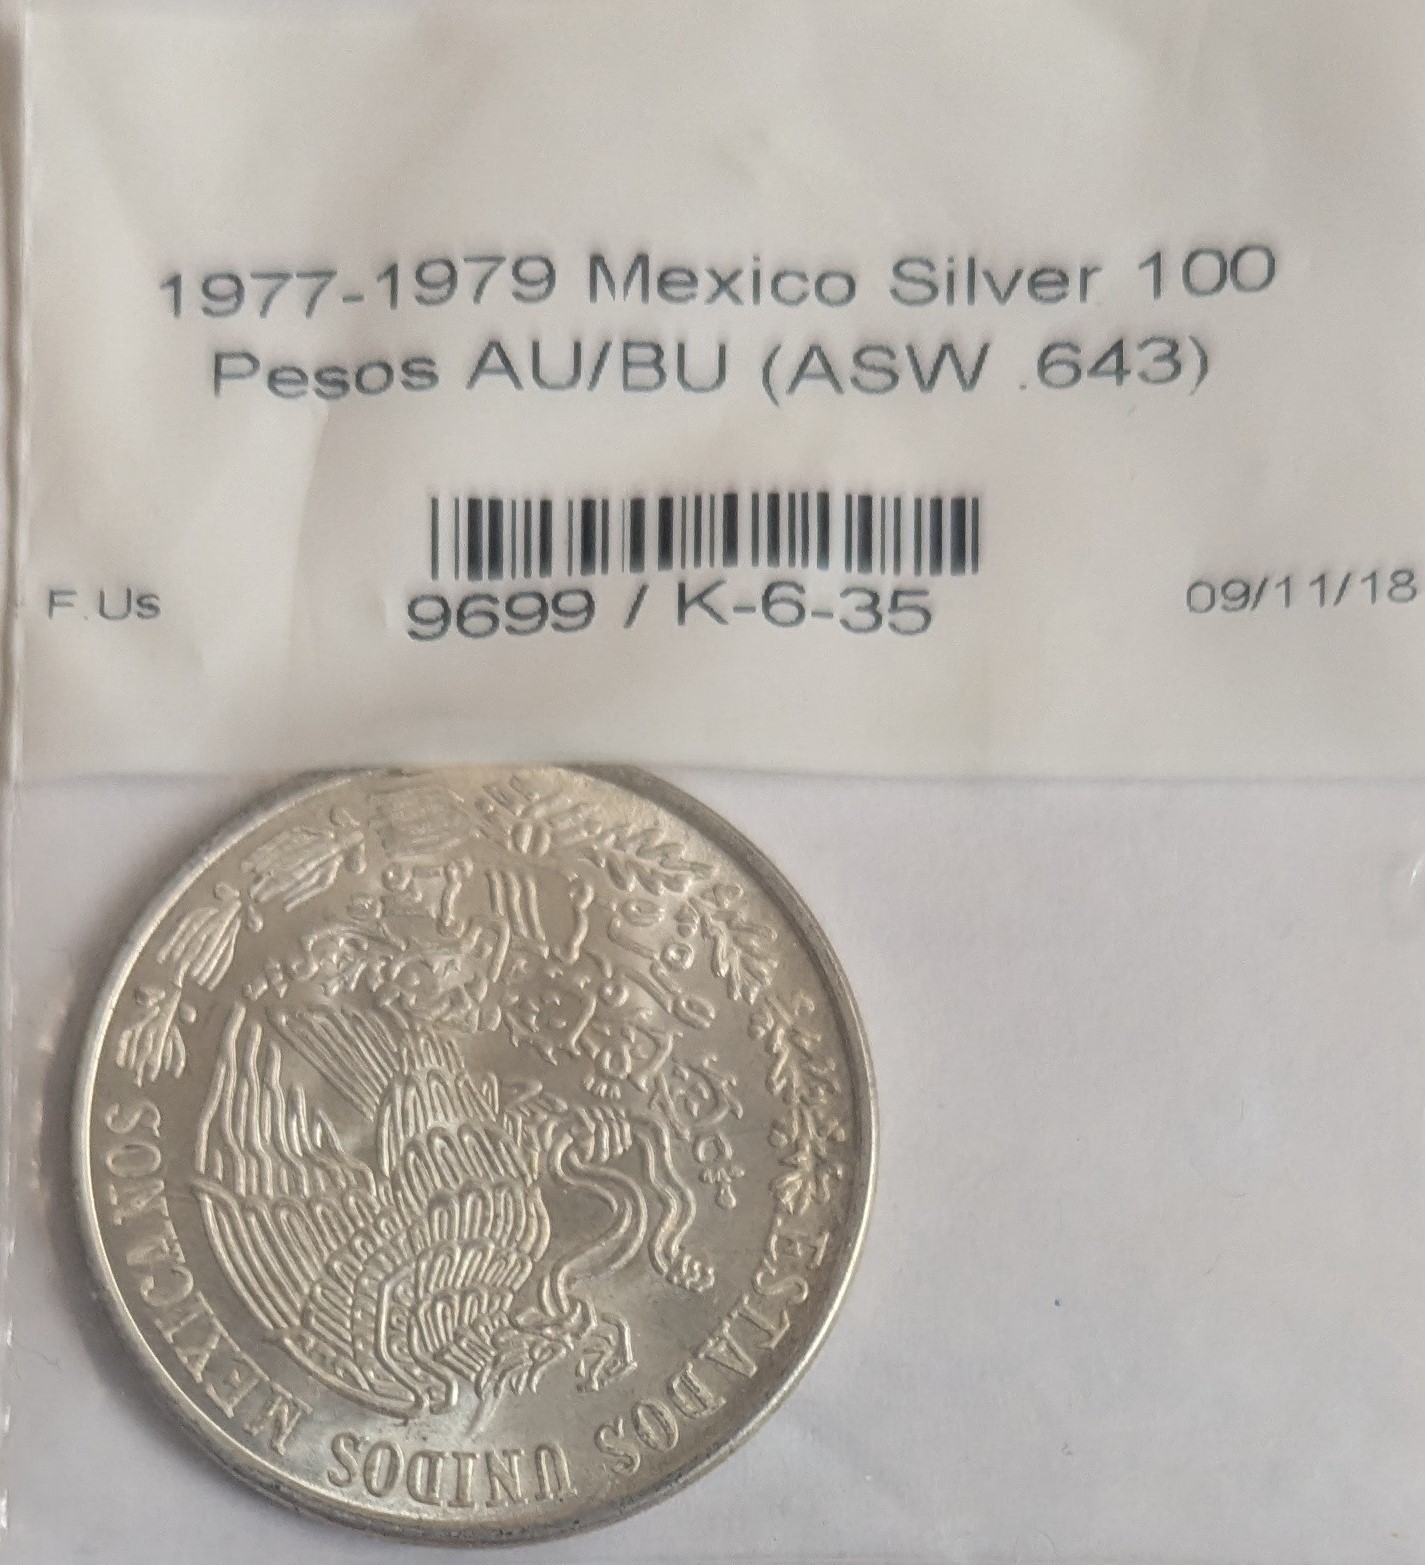 1977-1979 Mexico Silver 100
Pesos AU/BU (ASW .643)
F.Us 9699 / K-6-35 09/11/18
ESTADOS UNIDOS MEXICANOS